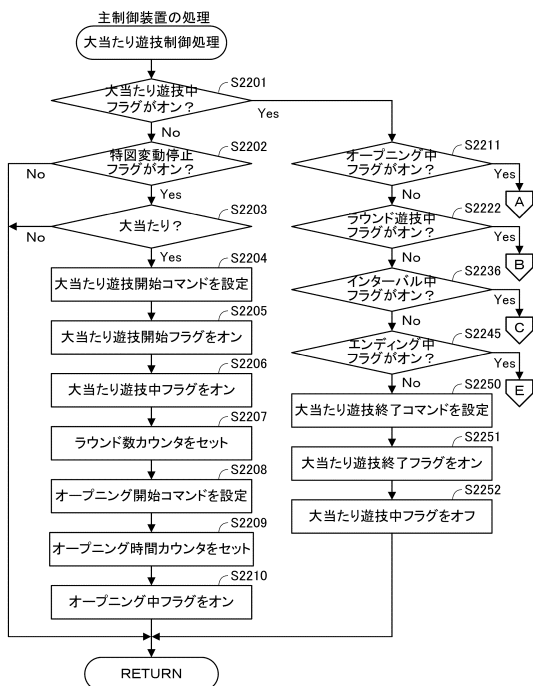 主制御装置の処理
大当たり遊技制御処理
大当たり遊技中
フラグがオン?
S2201
Yes
No
特図変動停止
フラグがオン?
S2202
No
Yes
大当たり?
S2203
No
Yes
S2204
大当たり遊技開始コマンドを設定
S2205
大当たり遊技開始フラグをオン
S2206
大当たり遊技中フラグをオン
S2207
ラウンド数カウンタをセット
S2208
オープニング開始コマンドを設定
S2209
オープニング時間カウンタをセット
S2210
オープニング中フラグをオン
RETURN
オープニング中
フラグがオン?
S2211
Yes
A
No
ラウンド遊技中
フラグがオン?
S2222
Yes
B
No
インターバル中
フラグがオン?
S2236
Yes
C
No
エンディング中
フラグがオン?
S2245
Yes
E
No
S2250
大当たり遊技終了コマンドを設定
S2251
大当たり遊技終了フラグをオン
S2252
大当たり遊技中フラグをオフ